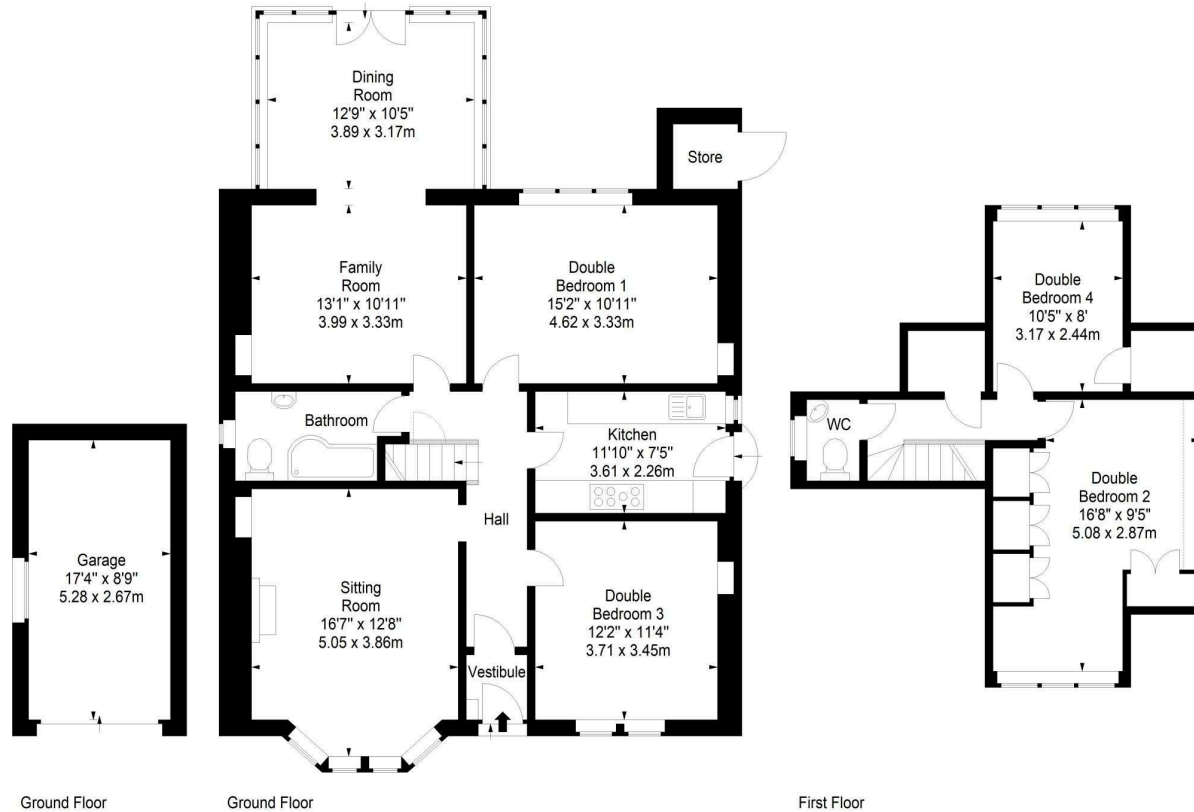 Dining
Room
12'9" x 10'5"
3.89 x 3.17m
Store
Family
Room
13'1" x 10'11"
3.99 x 3.33m
Double
Bedroom 1
15'2" x 10'11"
4.62 x 3.33m
Double
Bedroom 4
10'5" x 8'
3.17 x 2.44m
Bathroom
Kitchen
11'10" x 7'5"
3.61 x 2.26m
WC
Double
Bedroom 2
16'8" x 9'5"
5.08 x 2.87m
Hall
Garage
17'4" x 8'9"
5.28 x 2.67m
Sitting
Room
16'7" x 12'8"
5.05 x 3.86m
Double
Bedroom 3
12'2" x 11'4"
3.71 x 3.45m
Vestibule
Ground Floor
Ground Floor
First Floor